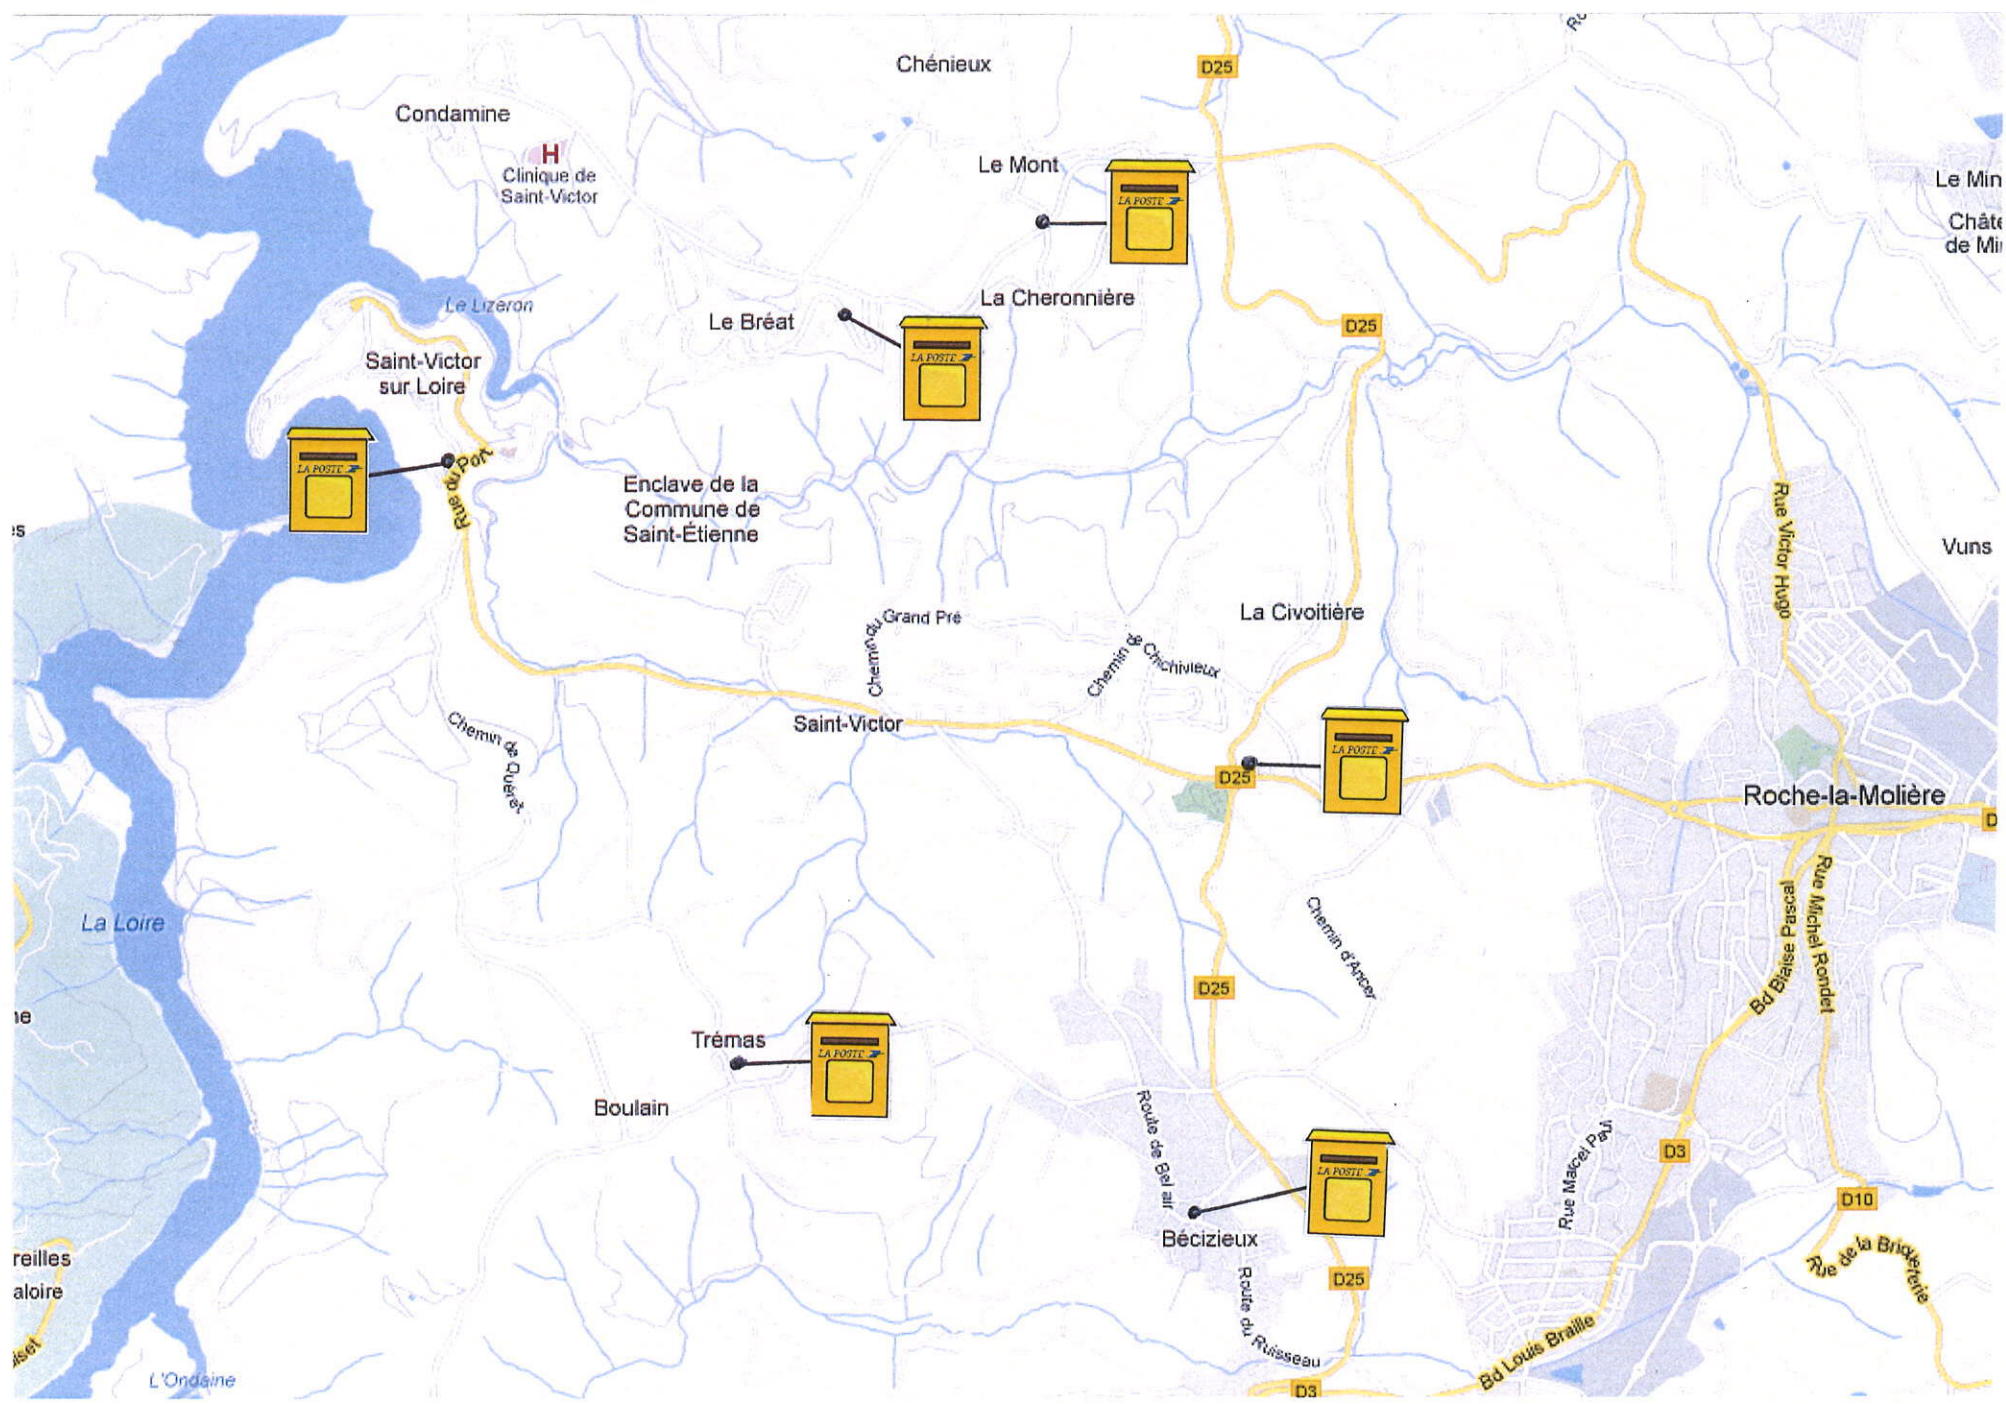 Chénieux
D25
Condamine
H
Clinique de
Saint-Victor
Le Mont
LA POSTE
Le Min
Châte
de Mi
Le Lizeron
La Cheronnière
Le Bréat
D25
LA POSTE
Saint-Victor
sur Loire
LA POSTE
Rue du Port
Enclave de la
Commune de
Saint-Étienne
Rue Victor Hugo
es
Vuns
La Civoitière
Chemin du Grand Pré
Chemin de Chichivieux
Chemin de Quéret
Saint-Victor
LA POSTE
D25
Roche-la-Molière
D
La Loire
Chemin d'Ancer
Bd Blaise Pascal
Rue Michel Rondet
D25
ne
Trémas
LA POSTE
Boulain
Route de Bel air
Rue Marcel Paul
D3
LA POSTE
D10
Bécizieux
reilles
aloire
Rue de la Briqueterie
D25
Route du Ruisseau
iset
Bd Louis Braille
L'Ondaine
D3